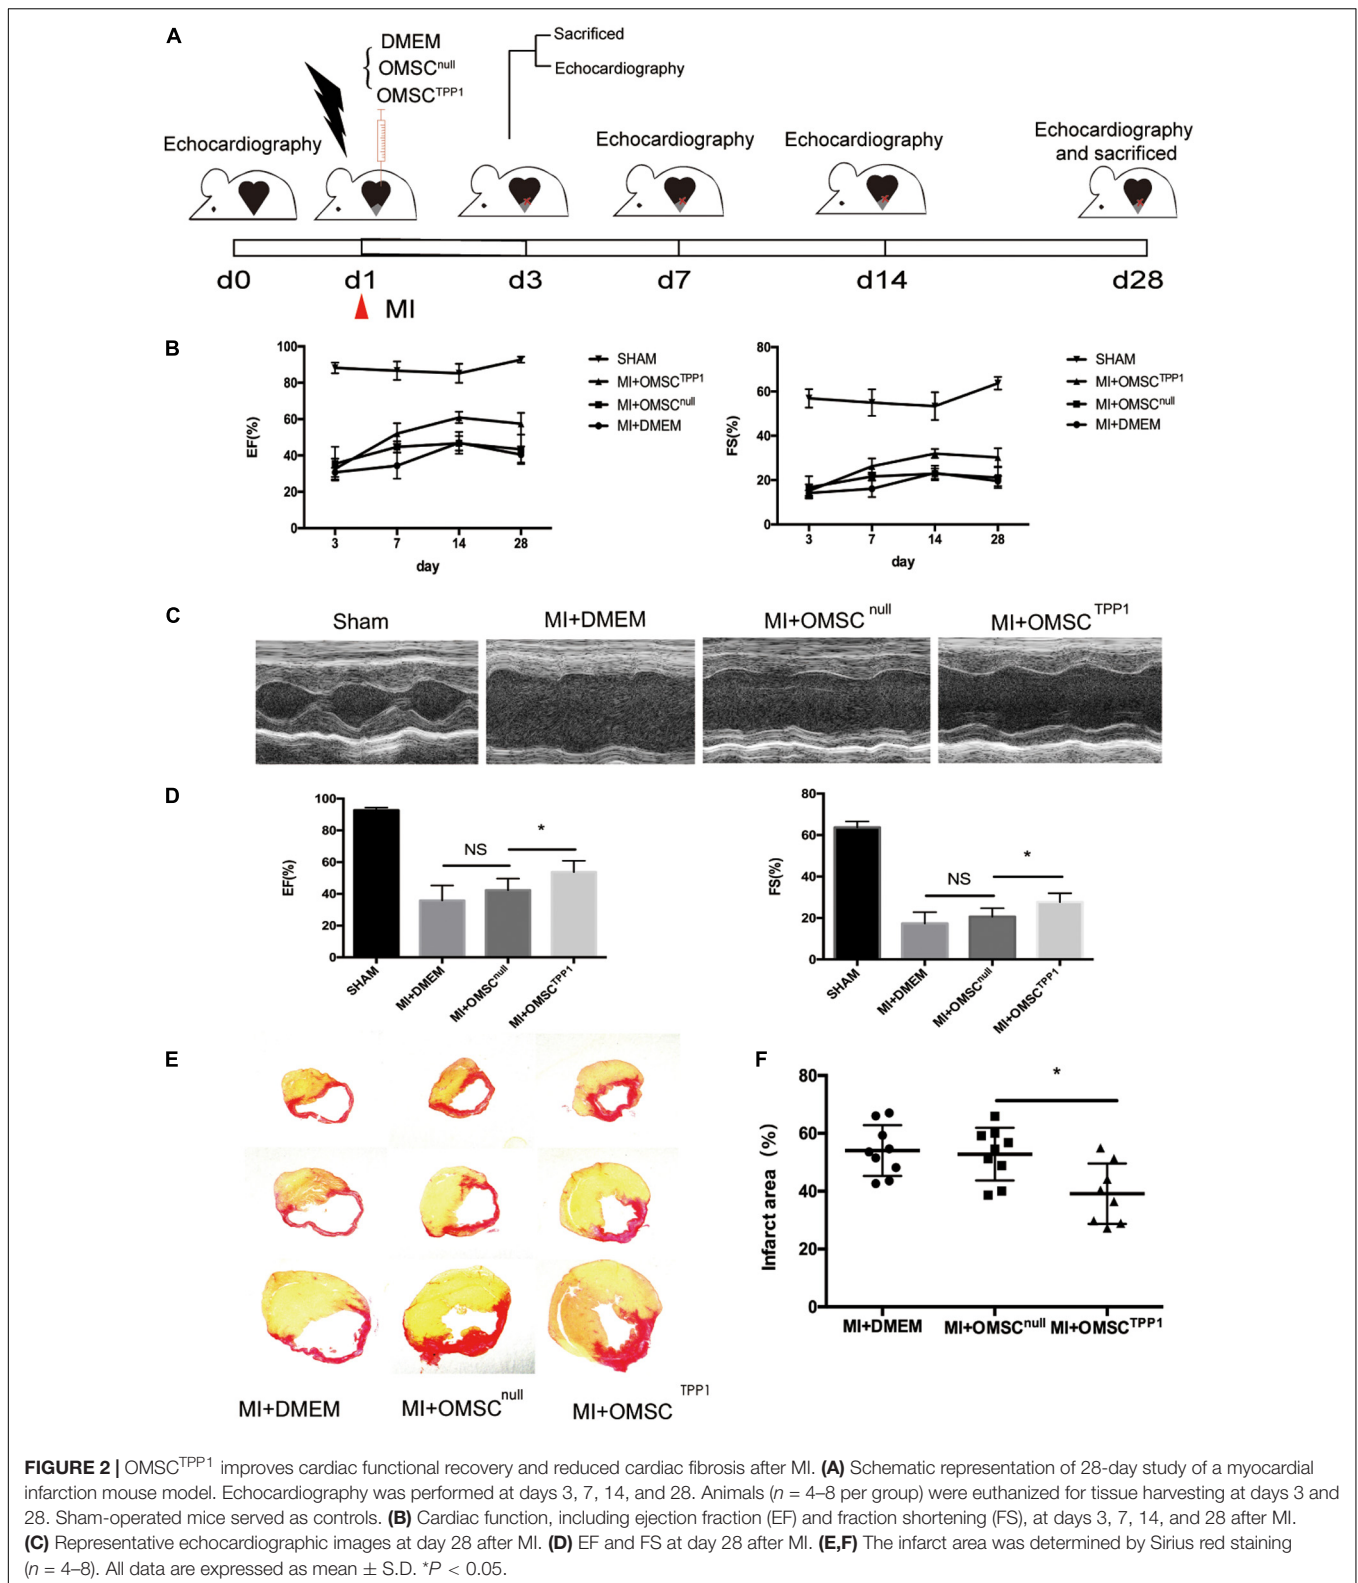 A
DMEM
OMSCnull
OMSCTPP1
Sacrificed
Echocardiography
Echocardiography
Echocardiography
Echocardiography
Echocardiography
and sacrificed
d0
d1
d3
d7
d14
d28
MI
B
100
80
60
40
20
0
EF(%)
3
7
14
28
day
SHAM
MI+OMSCTPP1
MI+OMSCnull
MI+DMEM
80
60
40
20
0
FS(%)
3
7
14
28
day
SHAM
MI+OMSCTPP1
MI+OMSCnull
MI+DMEM
C
Sham
MI+DMEM
MI+OMSCnull
MI+OMSCTPP1
D
100
80
60
40
20
0
EF(%)
NS
*
SHAM
MI+DMEM
MI+OMSCnull
MI+OMSCTPP1
80
60
40
20
0
FS(%)
NS
*
SHAM
MI+DMEM
MI+OMSCnull
MI+OMSCTPP1
E
MI+DMEM
MI+OMSCnull
MI+OMSCTPP1
F
80
60
40
20
0
Infarct area (%)
*
MI+DMEM
MI+OMSCnull
MI+OMSCTPP1
FIGURE 2 | OMSCTPP1 improves cardiac functional recovery and reduced cardiac fibrosis after MI. (A) Schematic representation of 28-day study of a myocardial
infarction mouse model. Echocardiography was performed at days 3, 7, 14, and 28. Animals (n = 4–8 per group) were euthanized for tissue harvesting at days 3 and
28. Sham-operated mice served as controls. (B) Cardiac function, including ejection fraction (EF) and fraction shortening (FS), at days 3, 7, 14, and 28 after MI.
(C) Representative echocardiographic images at day 28 after MI. (D) EF and FS at day 28 after MI. (E,F) The infarct area was determined by Sirius red staining
(n = 4–8). All data are expressed as mean ± S.D. *P < 0.05.